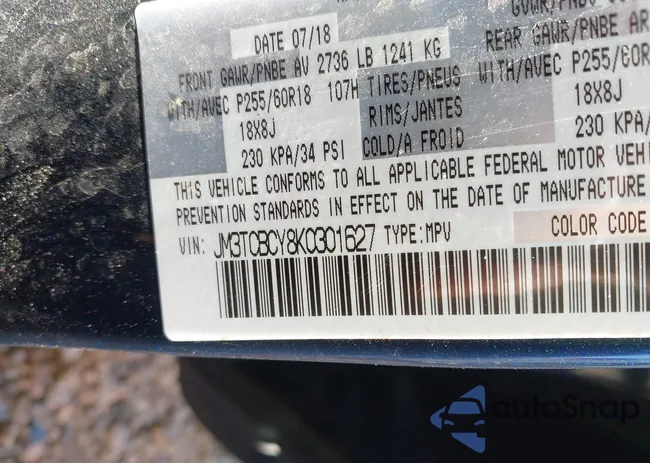 GVWR/PNBV
DATE 07/18
FRONT GAWR/PNBE AV 2736 LB 1241 KG
REAR GAWR/PNBE AR
WITH/AVEC P255/60R18 107H TIRES/PNEUS
WITH/AVEC P255/60R
18X8J RIMS/JANTES
18X8J
230 KPA/34 PSI COLD/A FROID
230 KPA/
THIS VEHICLE CONFORMS TO ALL APPLICABLE FEDERAL MOTOR VEHI
PREVENTION STANDARDS IN EFFECT ON THE DATE OF MANUFACTURE
VIN: JM3TCBCY8K0301627 TYPE:MPV
COLOR CODE
autoSnap